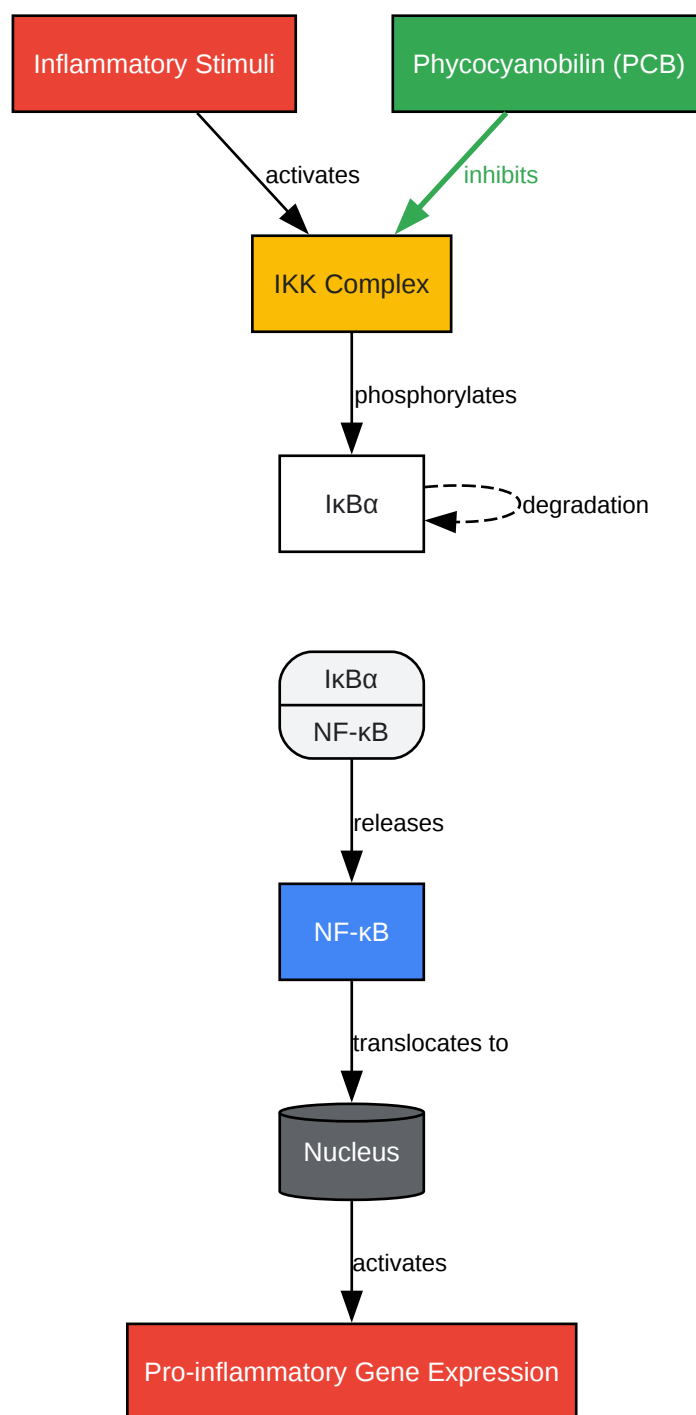 Inflammatory Stimuli
Phycocyanobilin (PCB)
activates
inhibits
IKK Complex
phosphorylates
IκBα
degradation
IκBα
NF-κB
releases
NF-κB
translocates to
Nucleus
activates
Pro-inflammatory Gene Expression